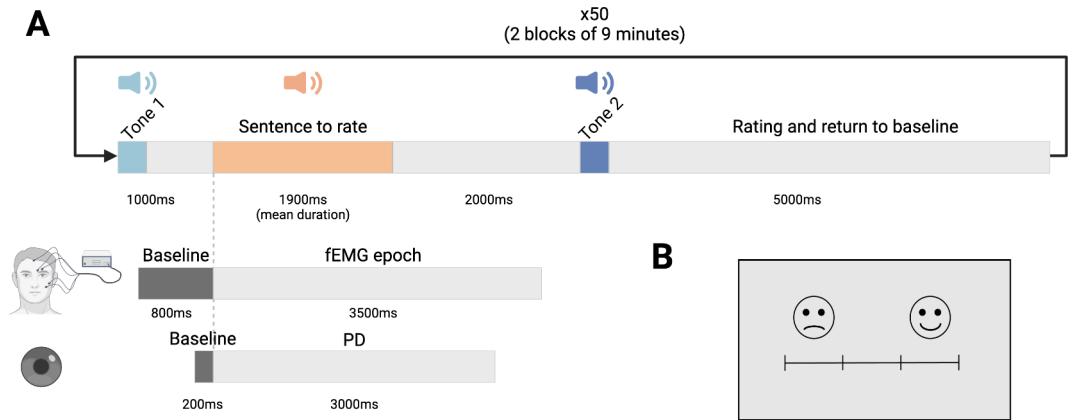 A
x50
(2 blocks of 9 minutes)
Tone 1
Sentence to rate
Tone 2
Rating and return to baseline
1000ms
1900ms
(mean duration)
2000ms
5000ms
Baseline
fEMG epoch
800ms
3500ms
Baseline
PD
200ms
3000ms
B